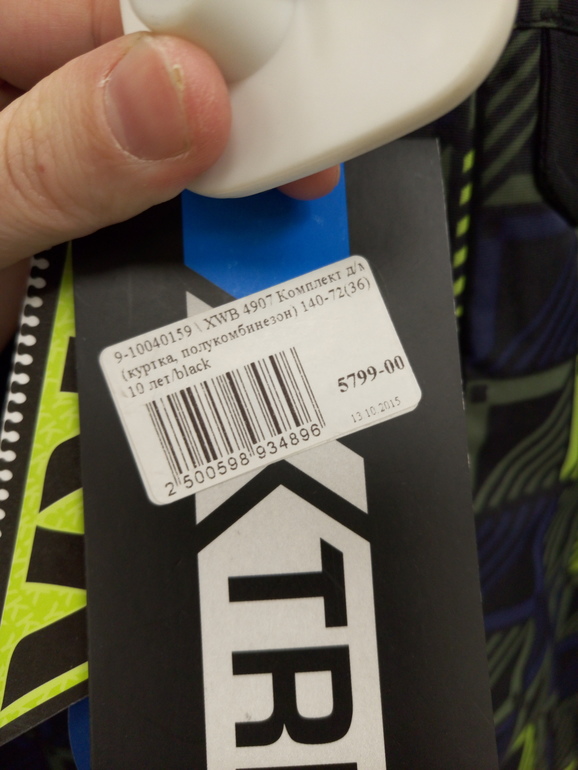 9-10040159 \ XWB 4907 Комплект д/м
(куртка, полукомбинезон) 140-72(36)
10 лет/black
5799-00
13.10.2015
2 500598 934896
XTR